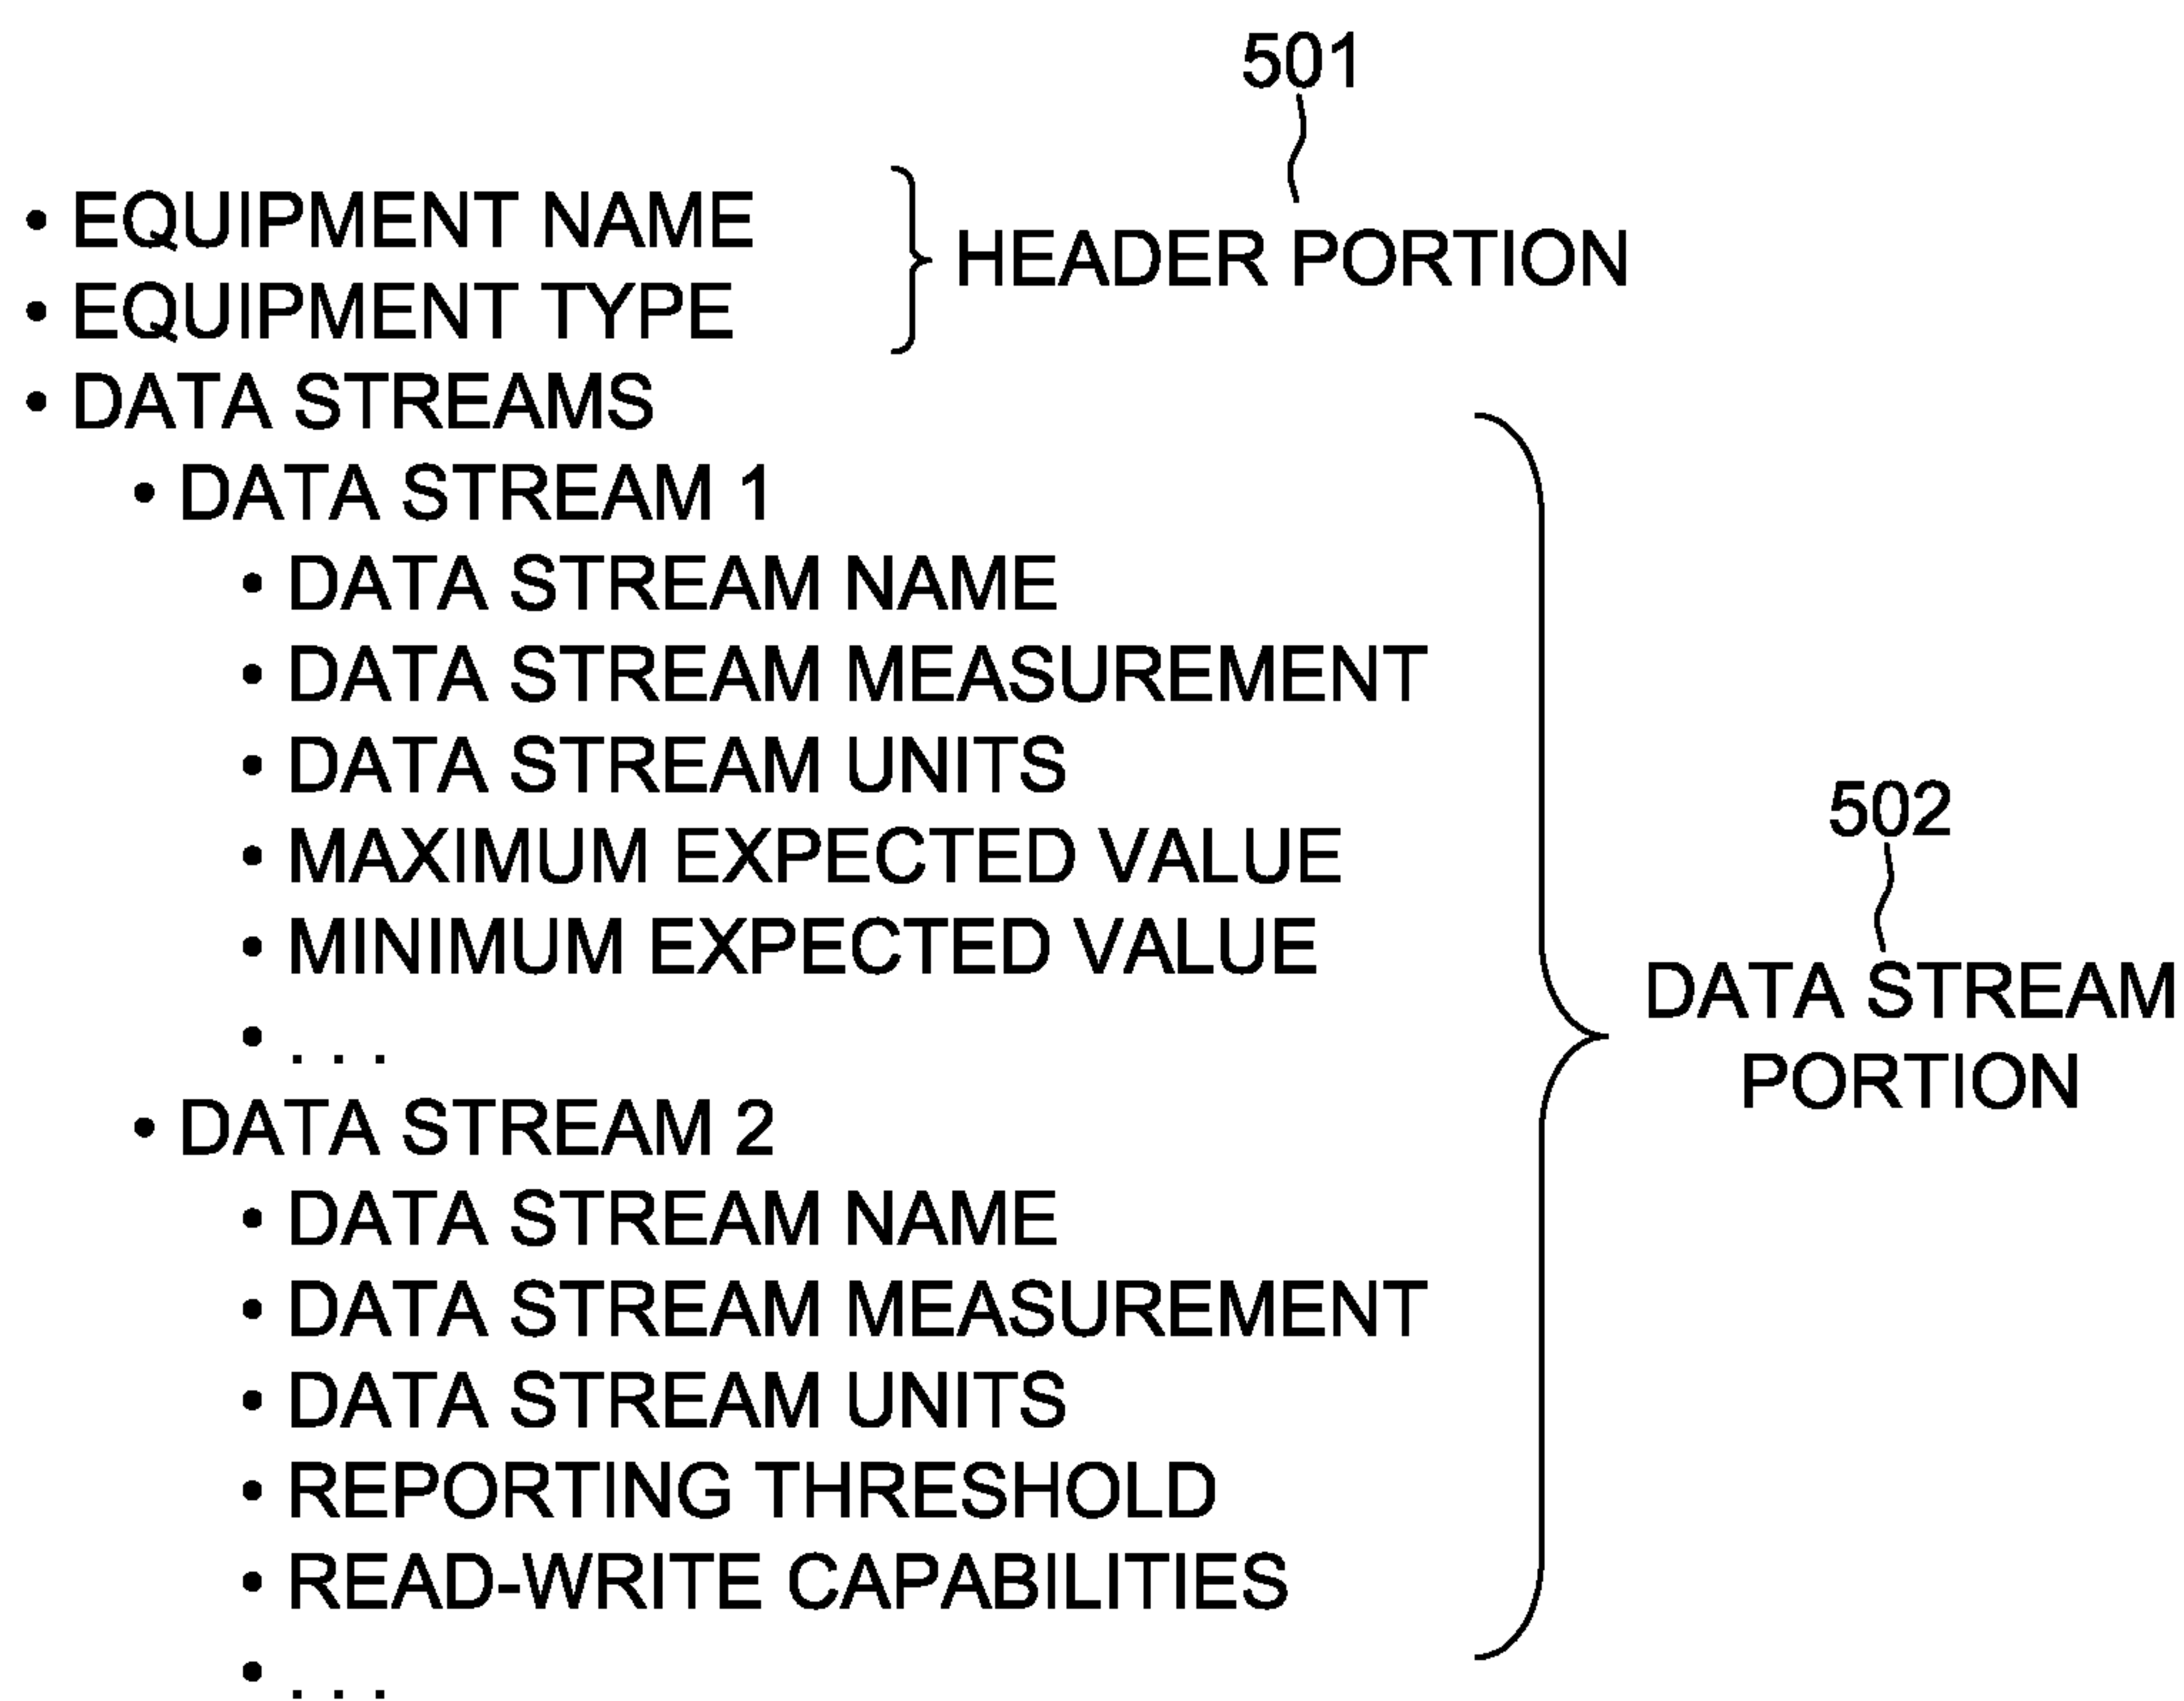 501
• EQUIPMENT NAME
• EQUIPMENT TYPE
HEADER PORTION
• DATA STREAMS
• DATA STREAM 1
• DATA STREAM NAME
• DATA STREAM MEASUREMENT
• DATA STREAM UNITS
• MAXIMUM EXPECTED VALUE
• MINIMUM EXPECTED VALUE
• . . .
• DATA STREAM 2
• DATA STREAM NAME
• DATA STREAM MEASUREMENT
• DATA STREAM UNITS
• REPORTING THRESHOLD
• READ-WRITE CAPABILITIES
• . . .
502
DATA STREAM
PORTION